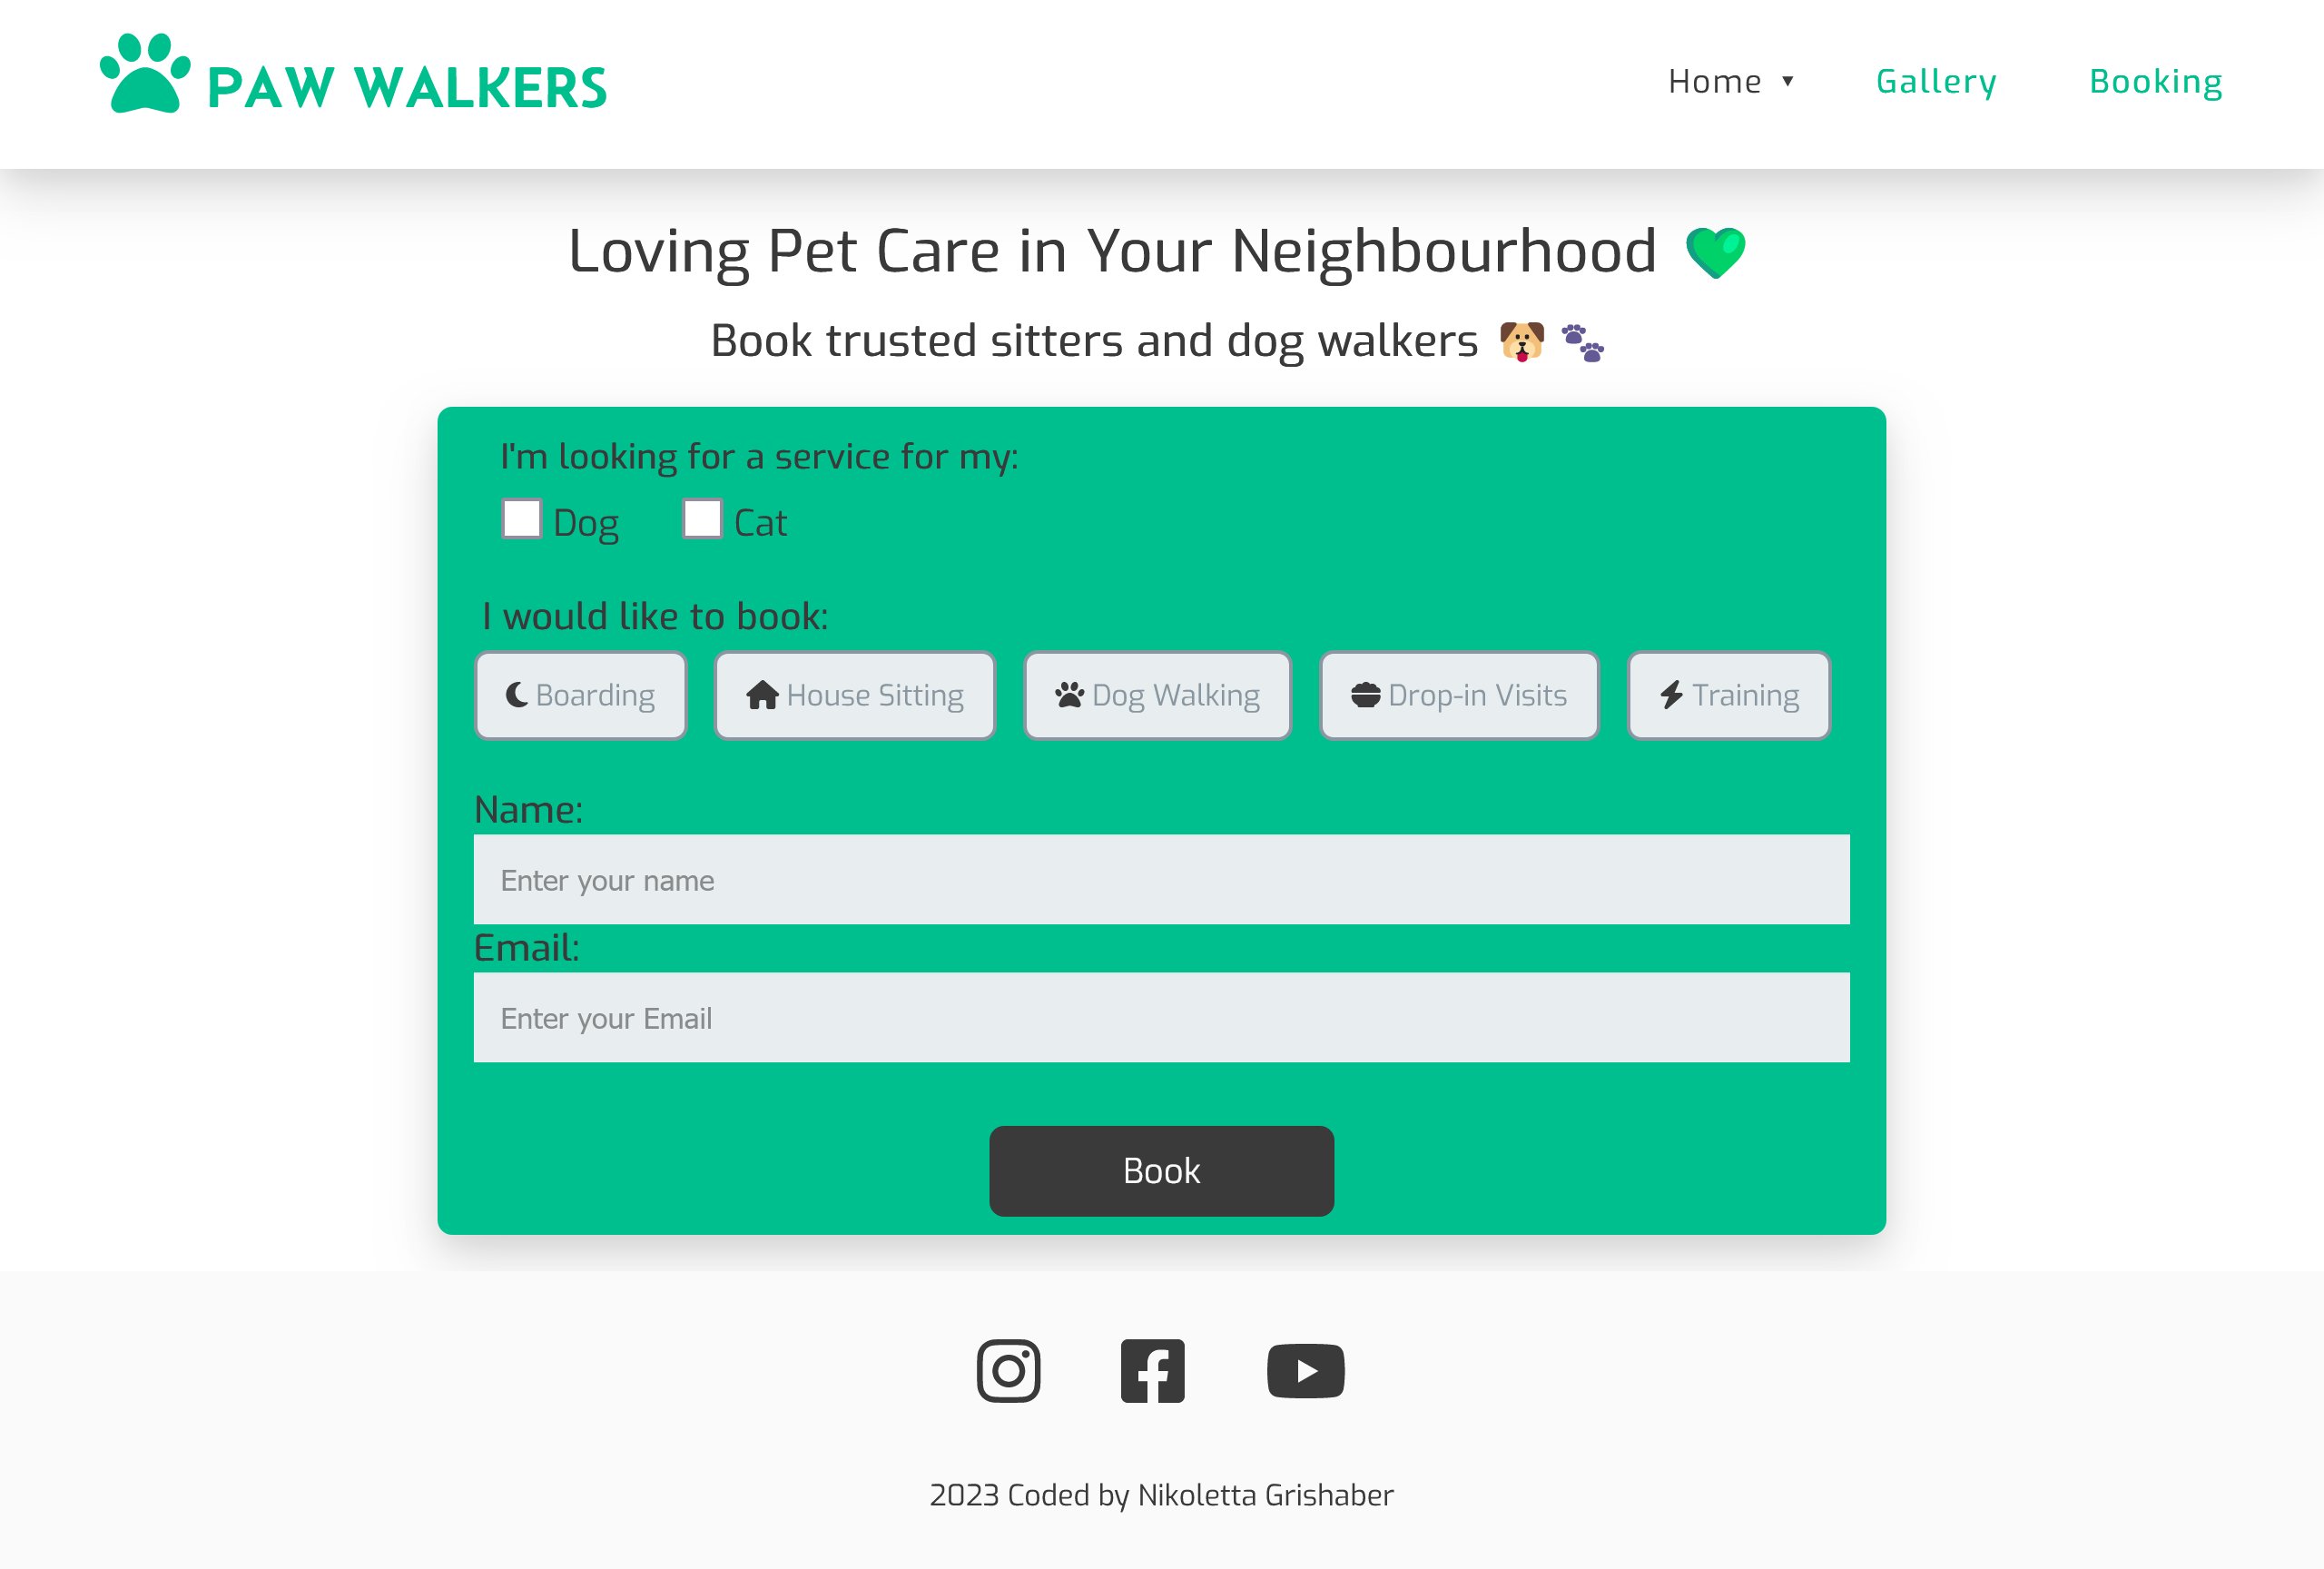 PAW WALKERS
Home ▾ Gallery Booking
Loving Pet Care in Your Neighbourhood 💚
Book trusted sitters and dog walkers 🐶 🐾
I'm looking for a service for my:
Dog Cat
I would like to book:
Boarding House Sitting Dog Walking Drop-in Visits Training
Name:
Enter your name
Email:
Enter your Email
Book
2023 Coded by Nikoletta Grishaber